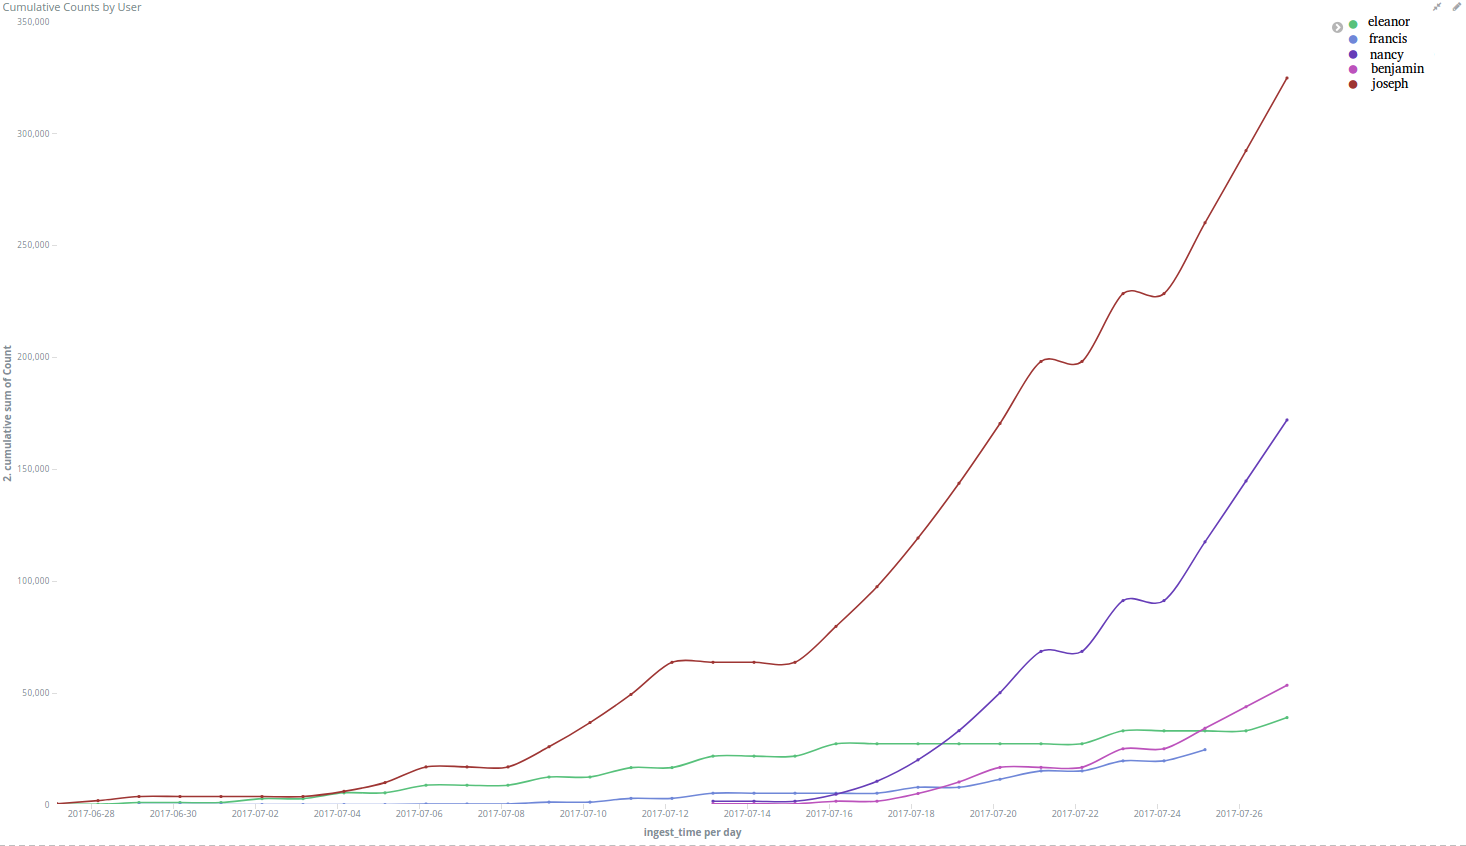 Cumulative Counts by User
350,000
300,000
250,000
200,000
150,000
100,000
50,000
0
2. cumulative sum of Count
2017-06-28 2017-06-30 2017-07-02 2017-07-04 2017-07-06 2017-07-08 2017-07-10 2017-07-12 2017-07-14 2017-07-16 2017-07-18 2017-07-20 2017-07-22 2017-07-24 2017-07-26
ingest_time per day
eleanor
francis
nancy
benjamin
joseph